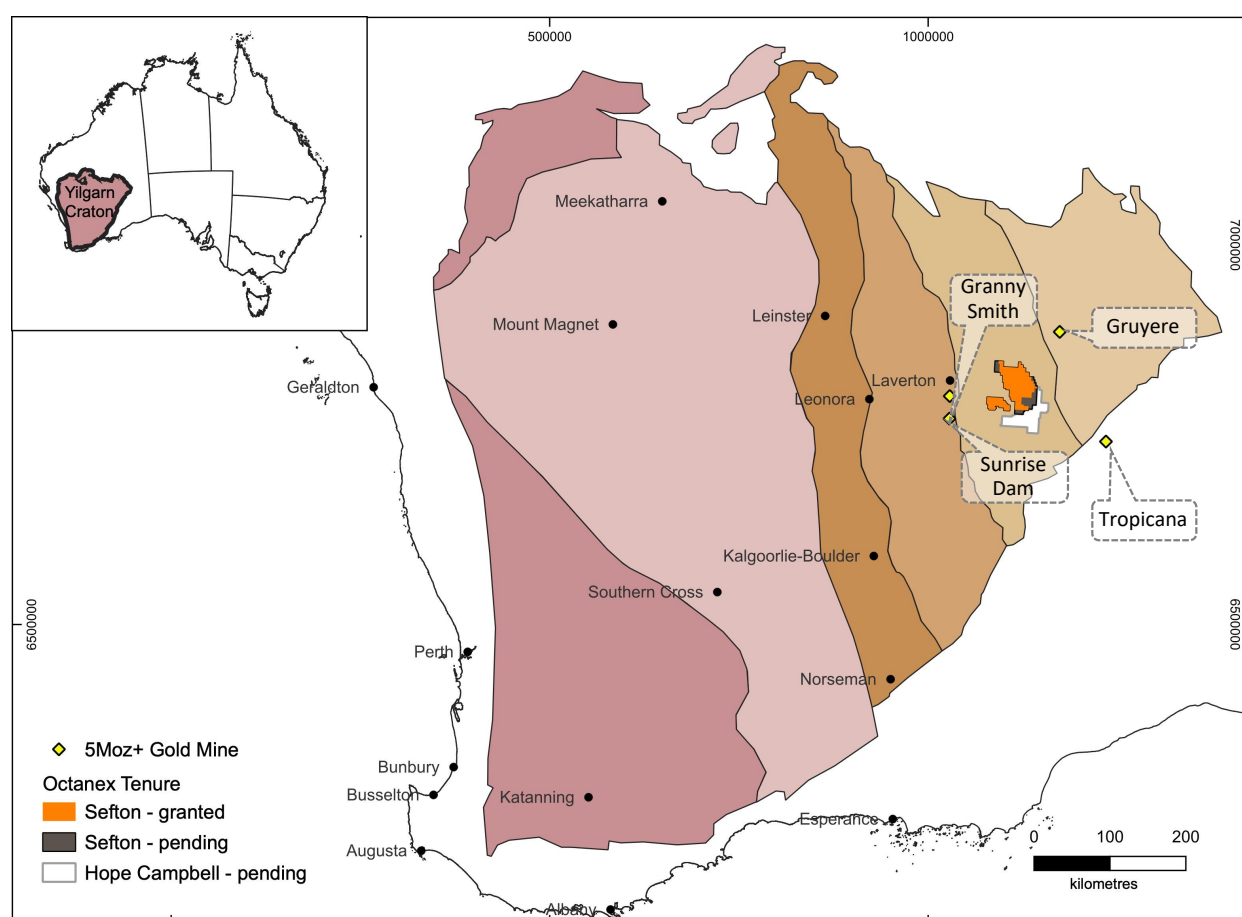 500000
1000000
Yilgarn
Craton
Meekatharra
7000000
Granny
Smith
Mount Magnet
Leinster
Gruyere
Geraldton
Laverton
Leonora
Sunrise
Dam
Tropicana
Kalgoorlie-Boulder
Southern Cross
6500000
6500000
Perth
Norseman
5Moz+ Gold Mine
Octanex Tenure
Sefton - granted
Sefton - pending
Hope Campbell - pending
Bunbury
Busselton
Katanning
Augusta
Esperance
Albany
0
100
200
kilometres